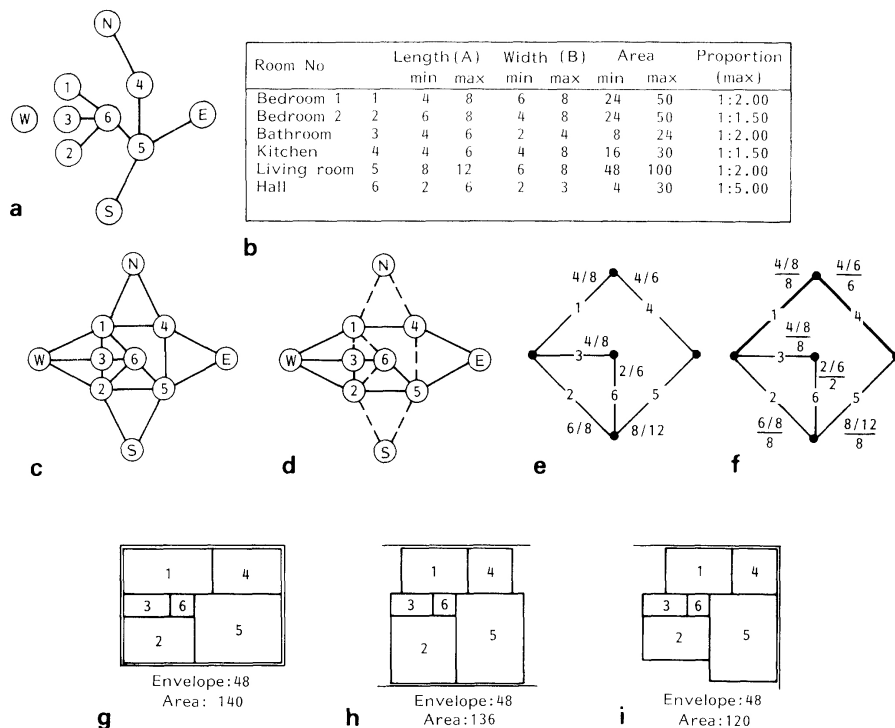 a
N
1
4
W
3
6
E
2
5
S
b
Room No Length (A) Width (B) Area Proportion
min max min max min max (max)
Bedroom 1 1 4 8 6 8 24 50 1:2.00
Bedroom 2 2 6 8 4 8 24 50 1:1.50
Bathroom 3 4 6 2 4 8 24 1:2.00
Kitchen 4 4 6 4 8 16 30 1:1.50
Living room 5 8 12 6 8 48 100 1:2.00
Hall 6 2 6 2 3 4 30 1:5.00
c
N
1 4
W 3 6 E
2 5
S
d
N
1 4
W 3 6 E
2 5
S
e
4/8 4/6
1 4
4/8
3
2/6
2 6 5
6/8 8/12
f
4/8 4/6
8 6
1 4
4/8
8
3
2/6
2
2 6 5
6/8 8/12
8 8
g
1 4
3 6
5
2
Envelope:48
Area: 140
h
1 4
3 6
5
2
Envelope:48
Area:136
i
1 4
3 6
5
2
Envelope:48
Area:120